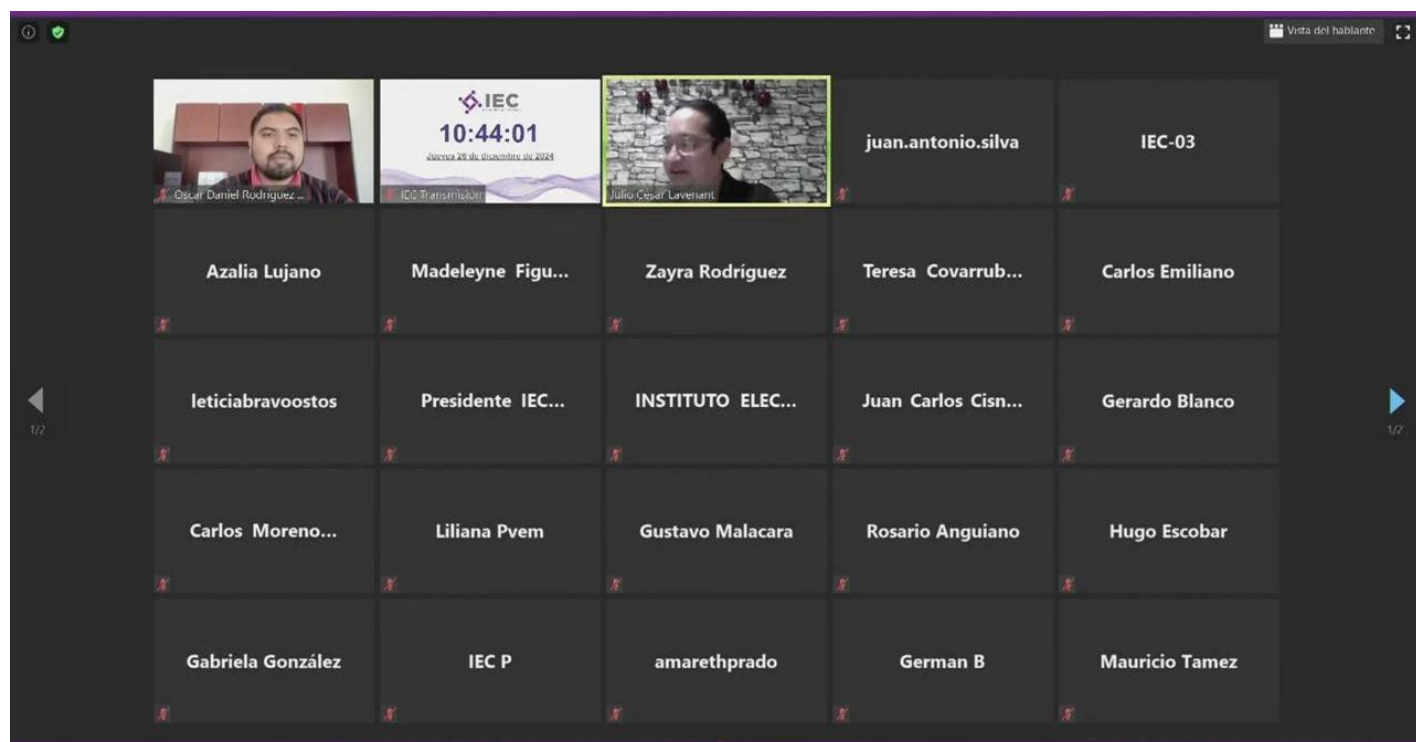 Vista del hablante
IEC
10:44:01
Jueves 26 de diciembre de 2024
Oscar Daniel Rodriguez ...
IEC Transmisión
Julio César Lavenant
juan.antonio.silva
IEC-03
Azalia Lujano
Madeleyne Figu...
Zayra Rodríguez
Teresa Covarrub...
Carlos Emiliano
leticiabravoostos
Presidente IEC...
INSTITUTO ELEC...
Juan Carlos Cisn...
Gerardo Blanco
1/2
1/2
Carlos Moreno...
Liliana Pvem
Gustavo Malacara
Rosario Anguiano
Hugo Escobar
Gabriela González
IEC P
amarethprado
German B
Mauricio Tamez